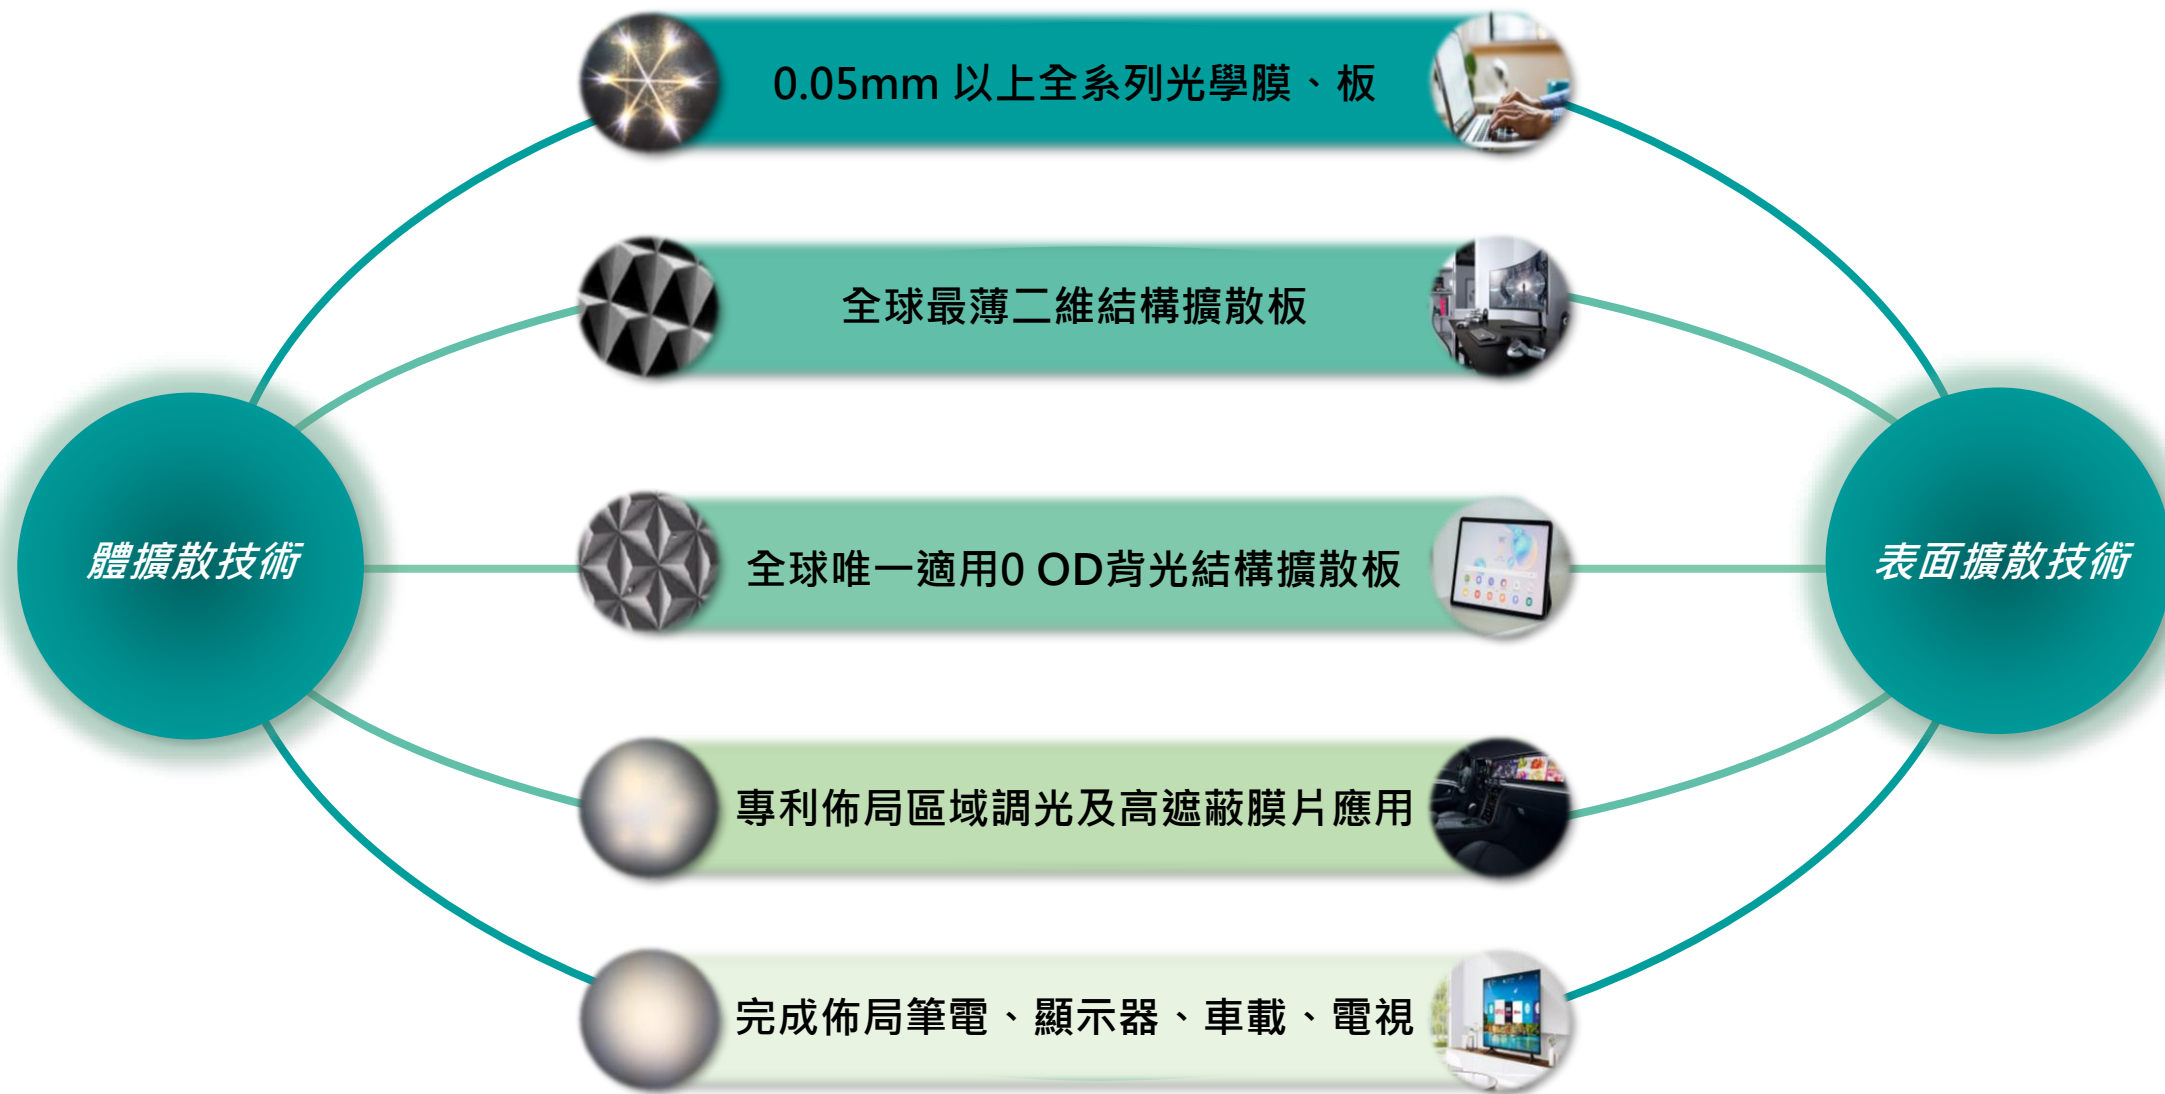 0.05mm 以上全系列光學膜、板
全球最薄二維結構擴散板
體擴散技術
全球唯一適用0 OD背光結構擴散板
表面擴散技術
專利佈局區域調光及高遮蔽膜片應用
完成佈局筆電、顯示器、車載、電視